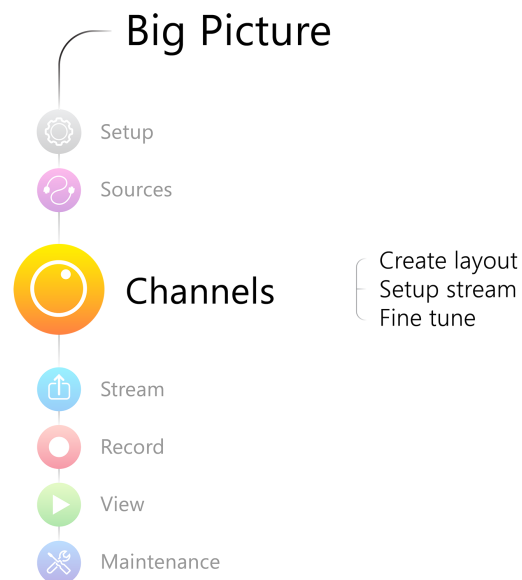 Big Picture
Setup
Sources
Channels
Create layout
Setup stream
Fine tune
Stream
Record
View
Maintenance